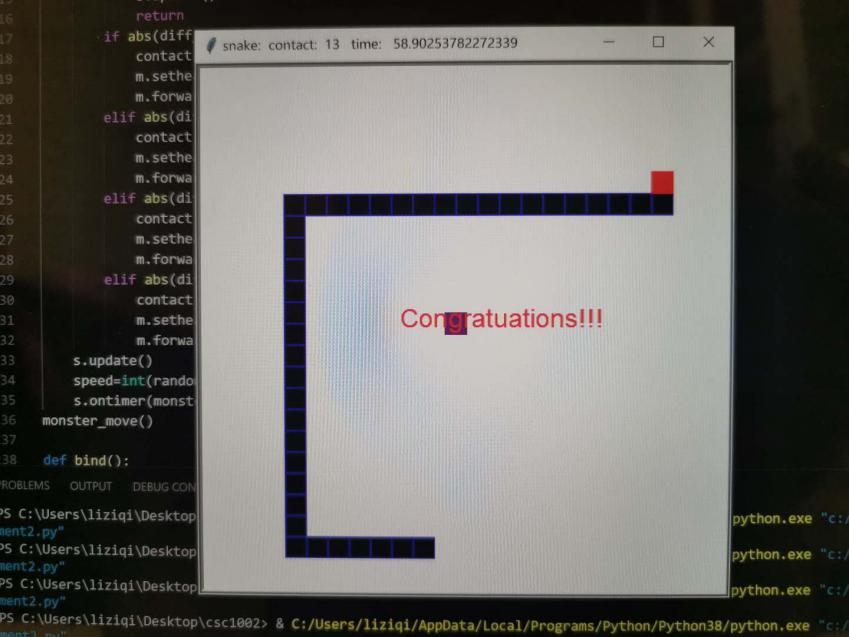 16
17
18
19
20
21
22
23
24
25
26
27
28
29
30
31
32
33
34
35
36
37
38
return
if abs(diff
contact
m.sethe
m.forwa
elif abs(di
contact
m.sethe
m.forwa
elif abs(di
contact
m.sethe
m.forwa
elif abs(di
contact
m.sethe
m.forwa
s.update()
speed=int(rando
s.ontimer(monst
monster_move()
def bind():
snake: contact: 13 time: 58.90253782272339
Congratuations!!!
ROBLEMS OUTPUT DEBUG CON
PS C:\Users\liziqi\Desktop
python.exe "c:/
ment2.py"
PS C:\Users\liziqi\Desktop
python.exe "c:/
ment2.py"
PS C:\Users\liziqi\Desktop
python.exe "c:/
ment2.py"
PS C:\Users\liziqi\Desktop\csc1002> & C:/Users/liziqi/AppData/Local/Programs/Python/Python38/python.exe "c:/
ment2.py"